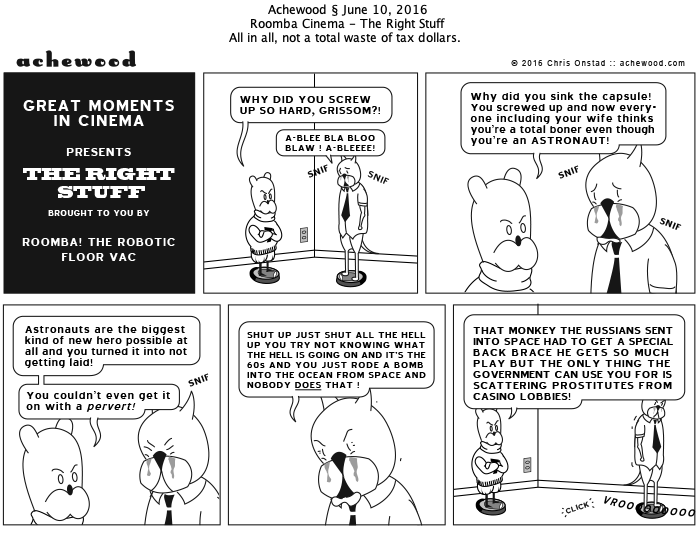 Achewood § June 10, 2016
Roomba Cinema - The Right Stuff
All in all, not a total waste of tax dollars.
achewood
© 2016 Chris Onstad :: achewood.com
GREAT MOMENTS
IN CINEMA
PRESENTS
THE RIGHT
STUFF
BROUGHT TO YOU BY
ROOMBA! THE ROBOTIC
FLOOR VAC
WHY DID YOU SCREW
UP SO HARD, GRISSOM?!
A-BLEE BLA BLOO
BLAW ! A-BLEEEE!
SNIF
SNIF
Why did you sink the capsule!
You screwed up and now every-
one including your wife thinks
you're a total boner even though
you're an ASTRONAUT!
SNIF
SNIF
Astronauts are the biggest
kind of new hero possible at
all and you turned it into not
getting laid!
You couldn't even get it
on with a pervert!
SNIF
SHUT UP JUST SHUT ALL THE HELL
UP YOU TRY NOT KNOWING WHAT
THE HELL IS GOING ON AND IT'S THE
60s AND YOU JUST RODE A BOMB
INTO THE OCEAN FROM SPACE AND
NOBODY DOES THAT !
THAT MONKEY THE RUSSIANS SENT
INTO SPACE HAD TO GET A SPECIAL
BACK BRACE HE GETS SO MUCH
PLAY BUT THE ONLY THING THE
GOVERNMENT CAN USE YOU FOR IS
SCATTERING PROSTITUTES FROM
CASINO LOBBIES!
CLICK
VROOOOOOOOO